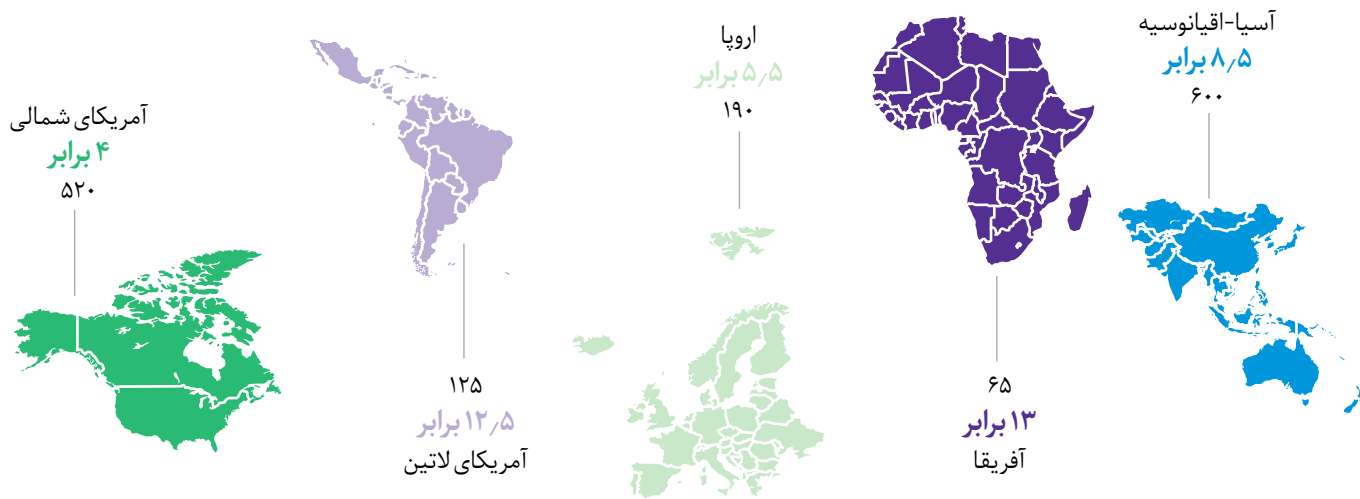 آسیا-اقیانوسیه
۸٫۵ برابر
۶۰۰
۶۵
۱۳ برابر
آفریقا
اروپا
۵٫۵ برابر
۱۹۰
۱۲۵
۱۲٫۵ برابر
آمریکای لاتین
آمریکای شمالی
۴ برابر
۵۲۰